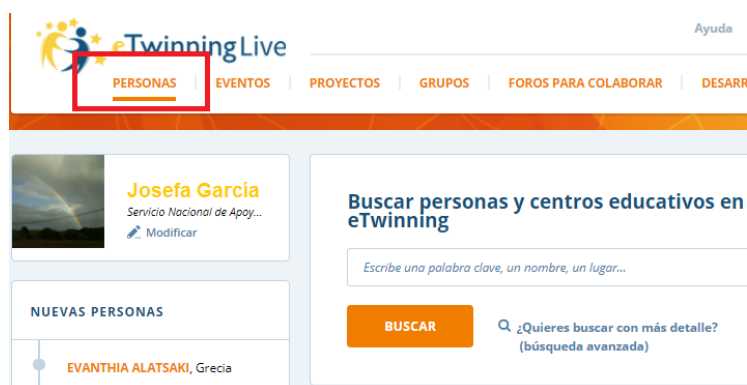 Ayuda
eTwinning Live
PERSONAS
EVENTOS
PROYECTOS
GRUPOS
FOROS PARA COLABORAR
DESARR
Josefa García
Servicio Nacional de Apoy...
Modificar
NUEVAS PERSONAS
EVANTHIA ALATSAKI, Grecia
Buscar personas y centros educativos en
eTwinning
Escribe una palabra clave, un nombre, un lugar...
BUSCAR
¿Quieres buscar con más detalle?
(búsqueda avanzada)